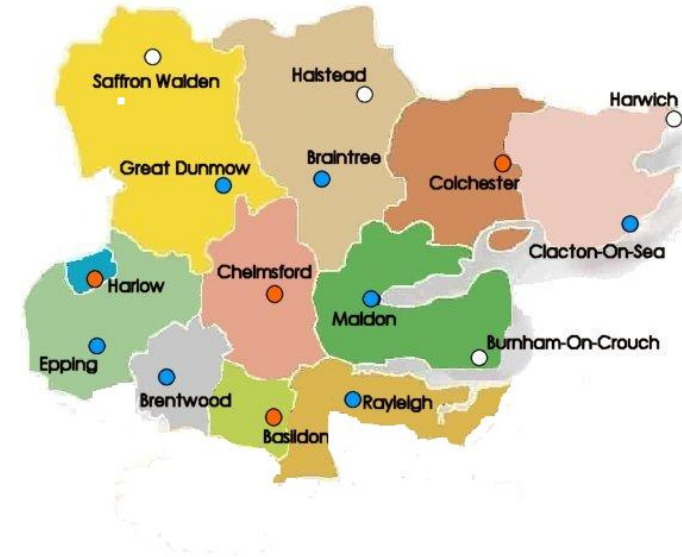 Saffron Walden
Halstead
Harwich
Great Dunmow
Braintree
Colchester
Clacton-On-Sea
Chelmsford
Harlow
Maldon
Burnham-On-Crouch
Epping
Brentwood
Rayleigh
Basildon